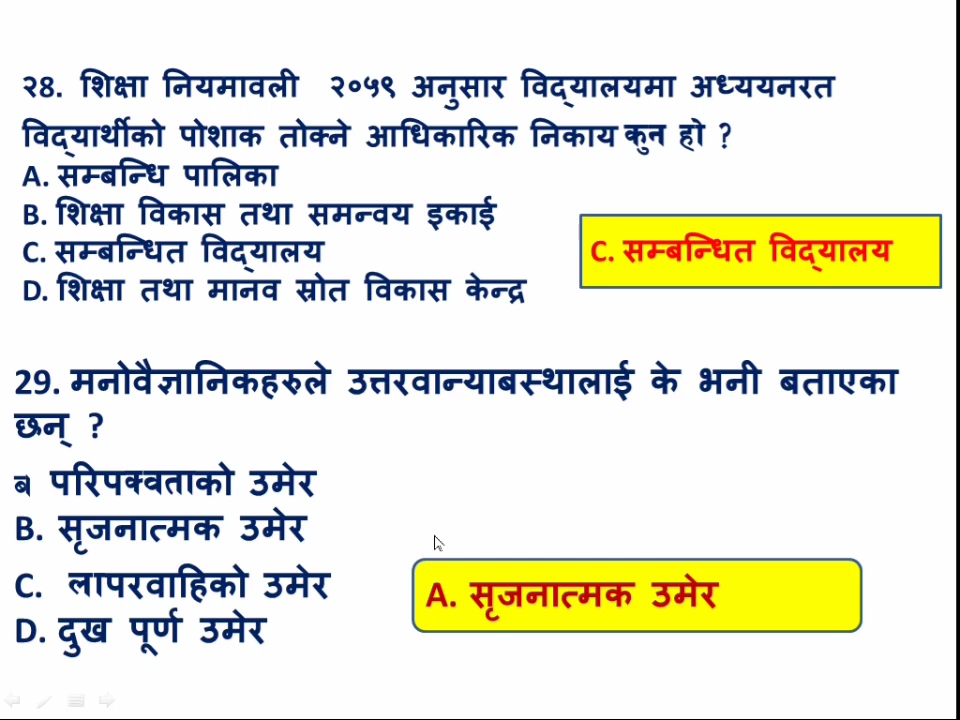 २8. शिक्षा नियमावली २०५९ अनुसार विद्यालयमा अध्ययनरत
विद्यार्थीको पोशाक तोक्ने आधिकारिक निकाय कुन हो ?
A. सम्बन्धि पालिका
B. शिक्षा विकास तथा समन्वय इकाई
C. सम्बन्धित विद्यालय
D. शिक्षा तथा मानव स्रोत विकास केन्द्र
C. सम्बन्धित विद्यालय
29. मनोवैज्ञानिकहरुले उत्तरवान्याबस्थालाई के भनी बताएका
छन् ?
ब परिपक्वताको उमेर
B. सृजनात्मक उमेर
C. लापरवाहिको उमेर
D. दुख पूर्ण उमेर
A. सृजनात्मक उमेर